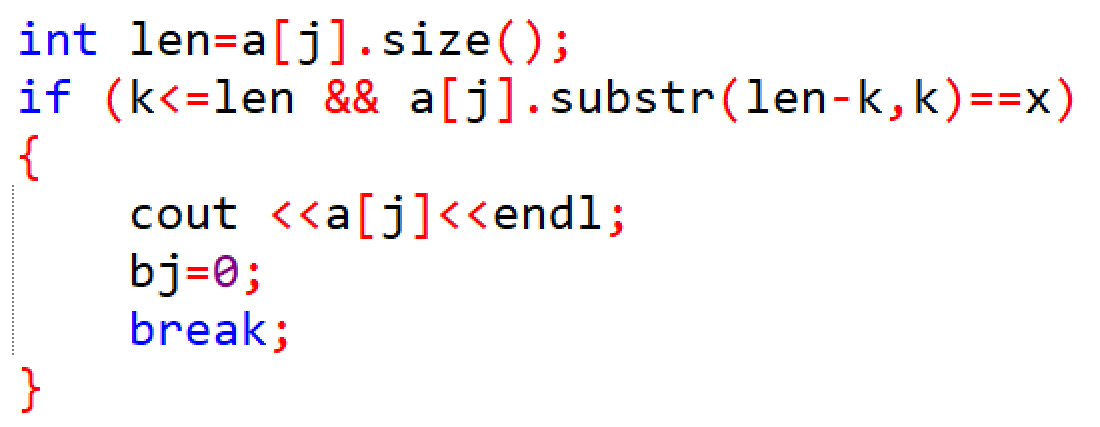 int len=a[j].size();
if (k<=len && a[j].substr(len-k,k)==x)
{
    cout <<a[j]<<endl;
    bj=0;
    break;
}